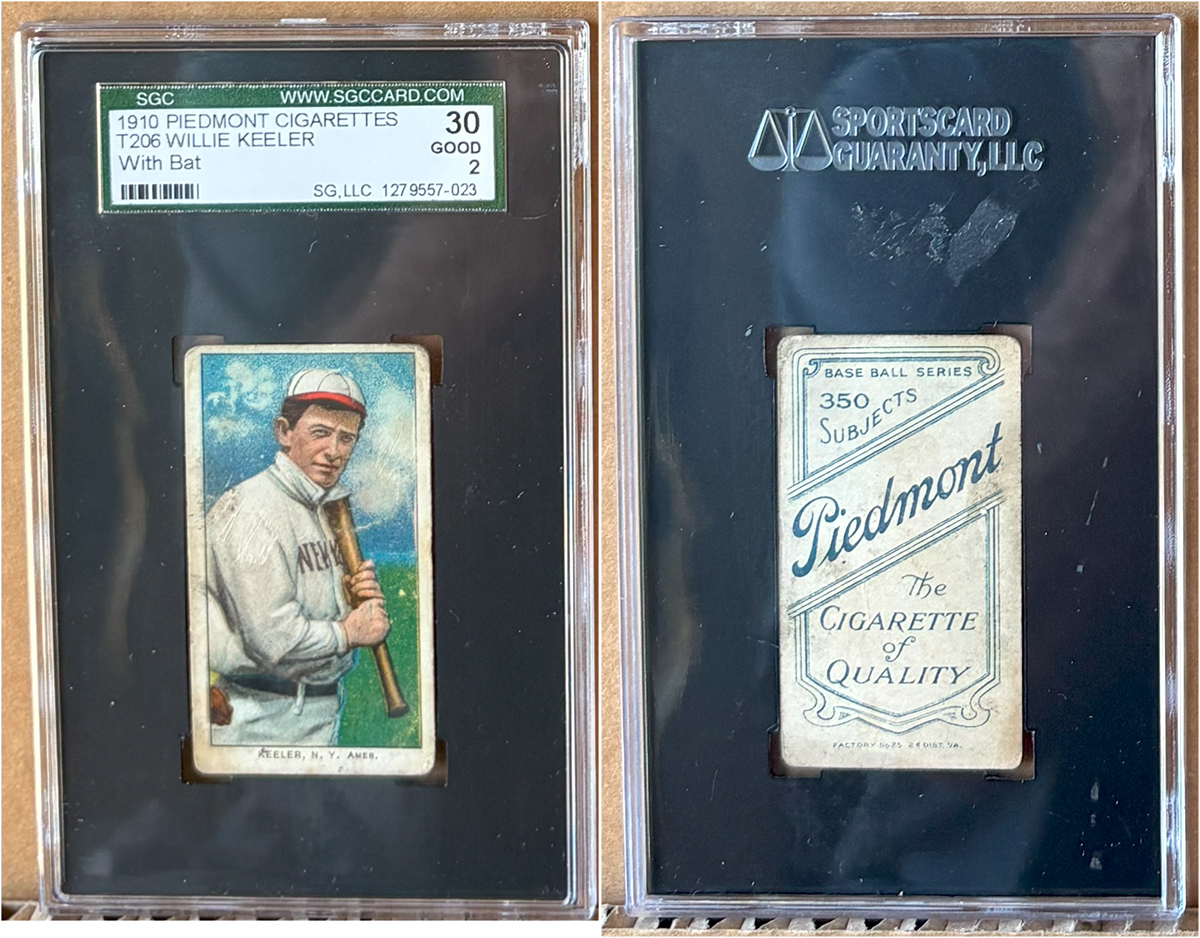 SGC WWW.SGCCARD.COM
1910 PIEDMONT CIGARETTES 30
T206 WILLIE KEELER GOOD
With Bat 2
SG, LLC 1279557-023
NEW Y
KEELER, N. Y. AMER.
SPORTSCARD
GUARANTY, LLC
BASE BALL SERIES
350
SUBJECTS
Piedmont
The
CIGARETTE
of
QUALITY
FACTORY No 25 2d DIST. VA.